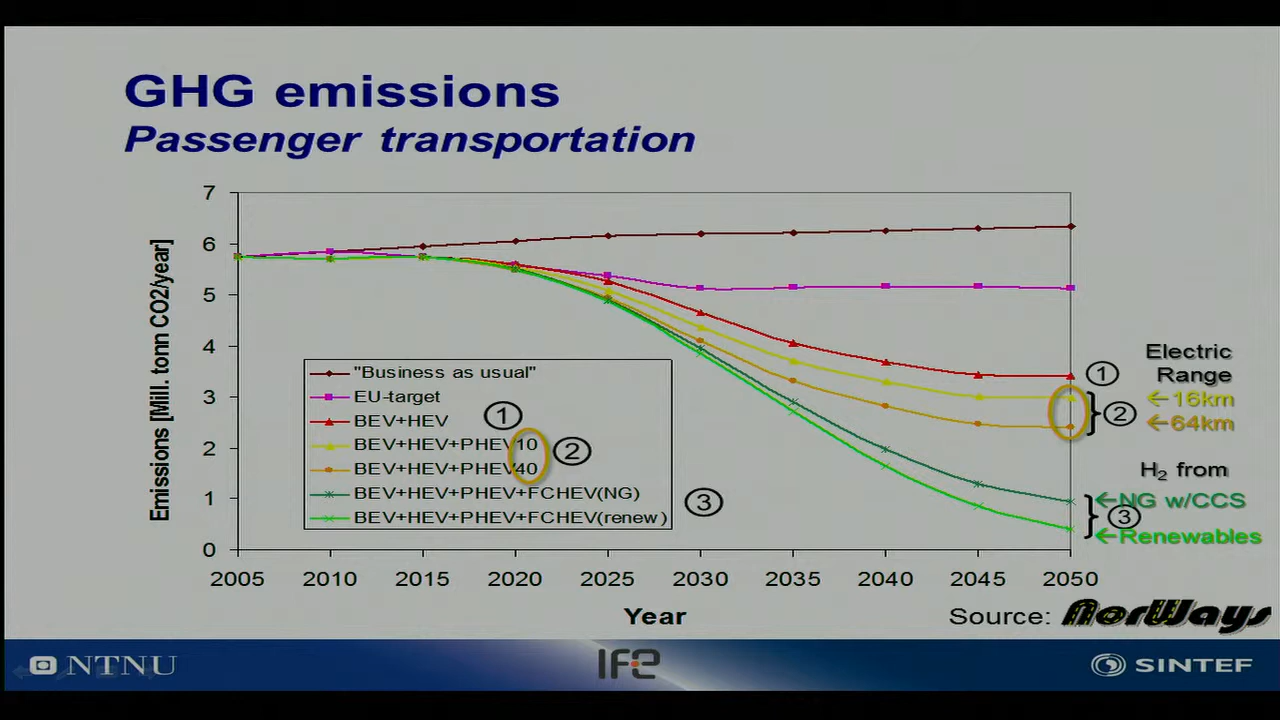 GHG emissions
Passenger transportation
Emissions [Mill. tonn CO2/year]
7
6
5
4
3
2
1
0
2005 2010 2015 2020 2025 2030 2035 2040 2045 2050
Year
"Business as usual"
EU-target
BEV+HEV 1
BEV+HEV+PHEV10
BEV+HEV+PHEV40
2
BEV+HEV+PHEV+FCHEV(NG)
BEV+HEV+PHEV+FCHEV(renew)
3
Electric
Range
1
←16km
←64km
2
H2 from
←NG w/CCS
3
←Renewables
Source: NorWays
NTNU
IFE
SINTEF